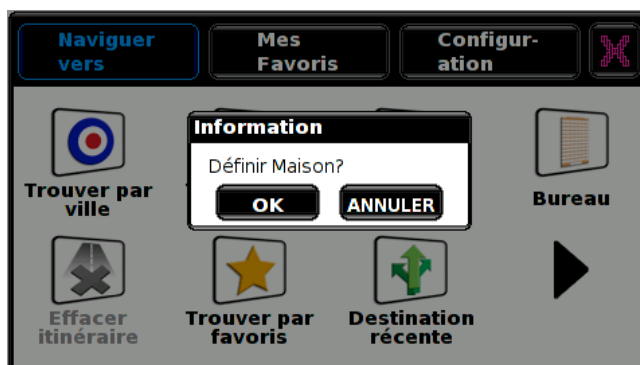 Naviguer
vers
Mes
Favoris
Configur-
ation
Information
Définir Maison?
OK
ANNULER
Trouver par
ville
Bureau
Effacer
itinéraire
Trouver par
favoris
Destination
récente